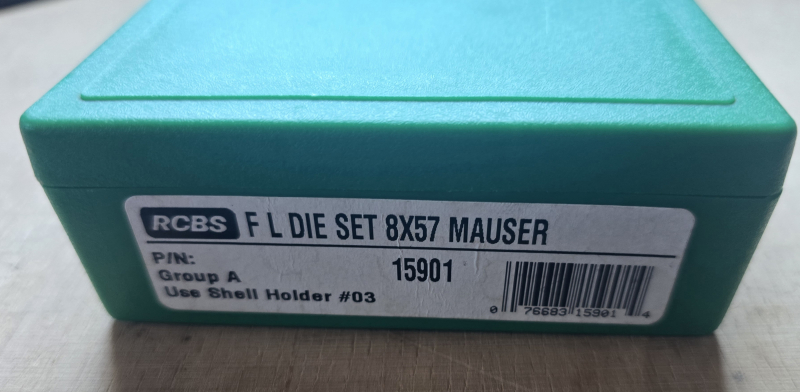 RCBS F L DIE SET 8X57 MAUSER
P/N: 15901
Group A
Use Shell Holder #03
0 76683 15901 4